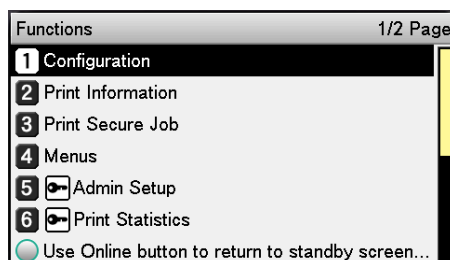 Functions 1/2 Page
1 Configuration
2 Print Information
3 Print Secure Job
4 Menus
5 Admin Setup
6 Print Statistics
Use Online button to return to standby screen...